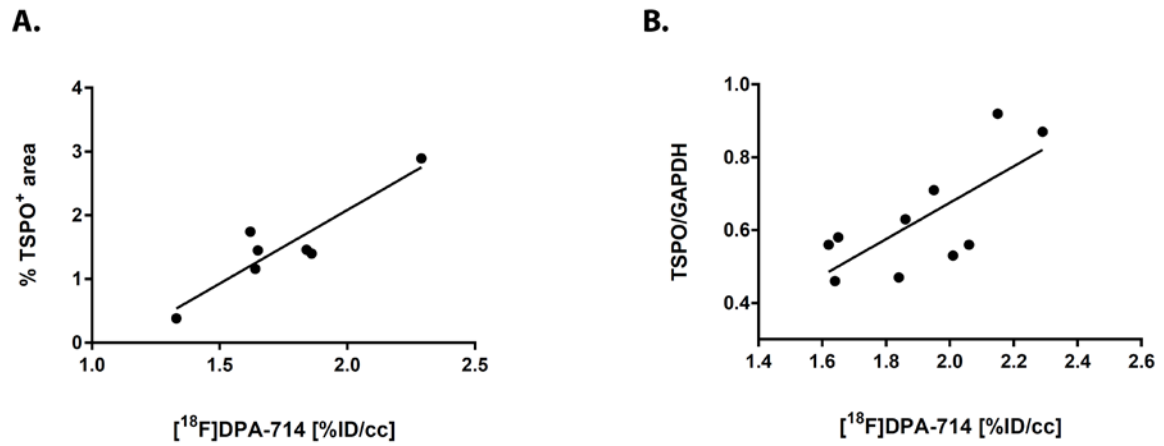 A.
B.
% TSPO⁺ area
4
3
2
1
0
1.0 1.5 2.0 2.5
[¹⁸F]DPA-714 [%ID/cc]
TSPO/GAPDH
1.0
0.8
0.6
0.4
1.4 1.6 1.8 2.0 2.2 2.4 2.6
[¹⁸F]DPA-714 [%ID/cc]